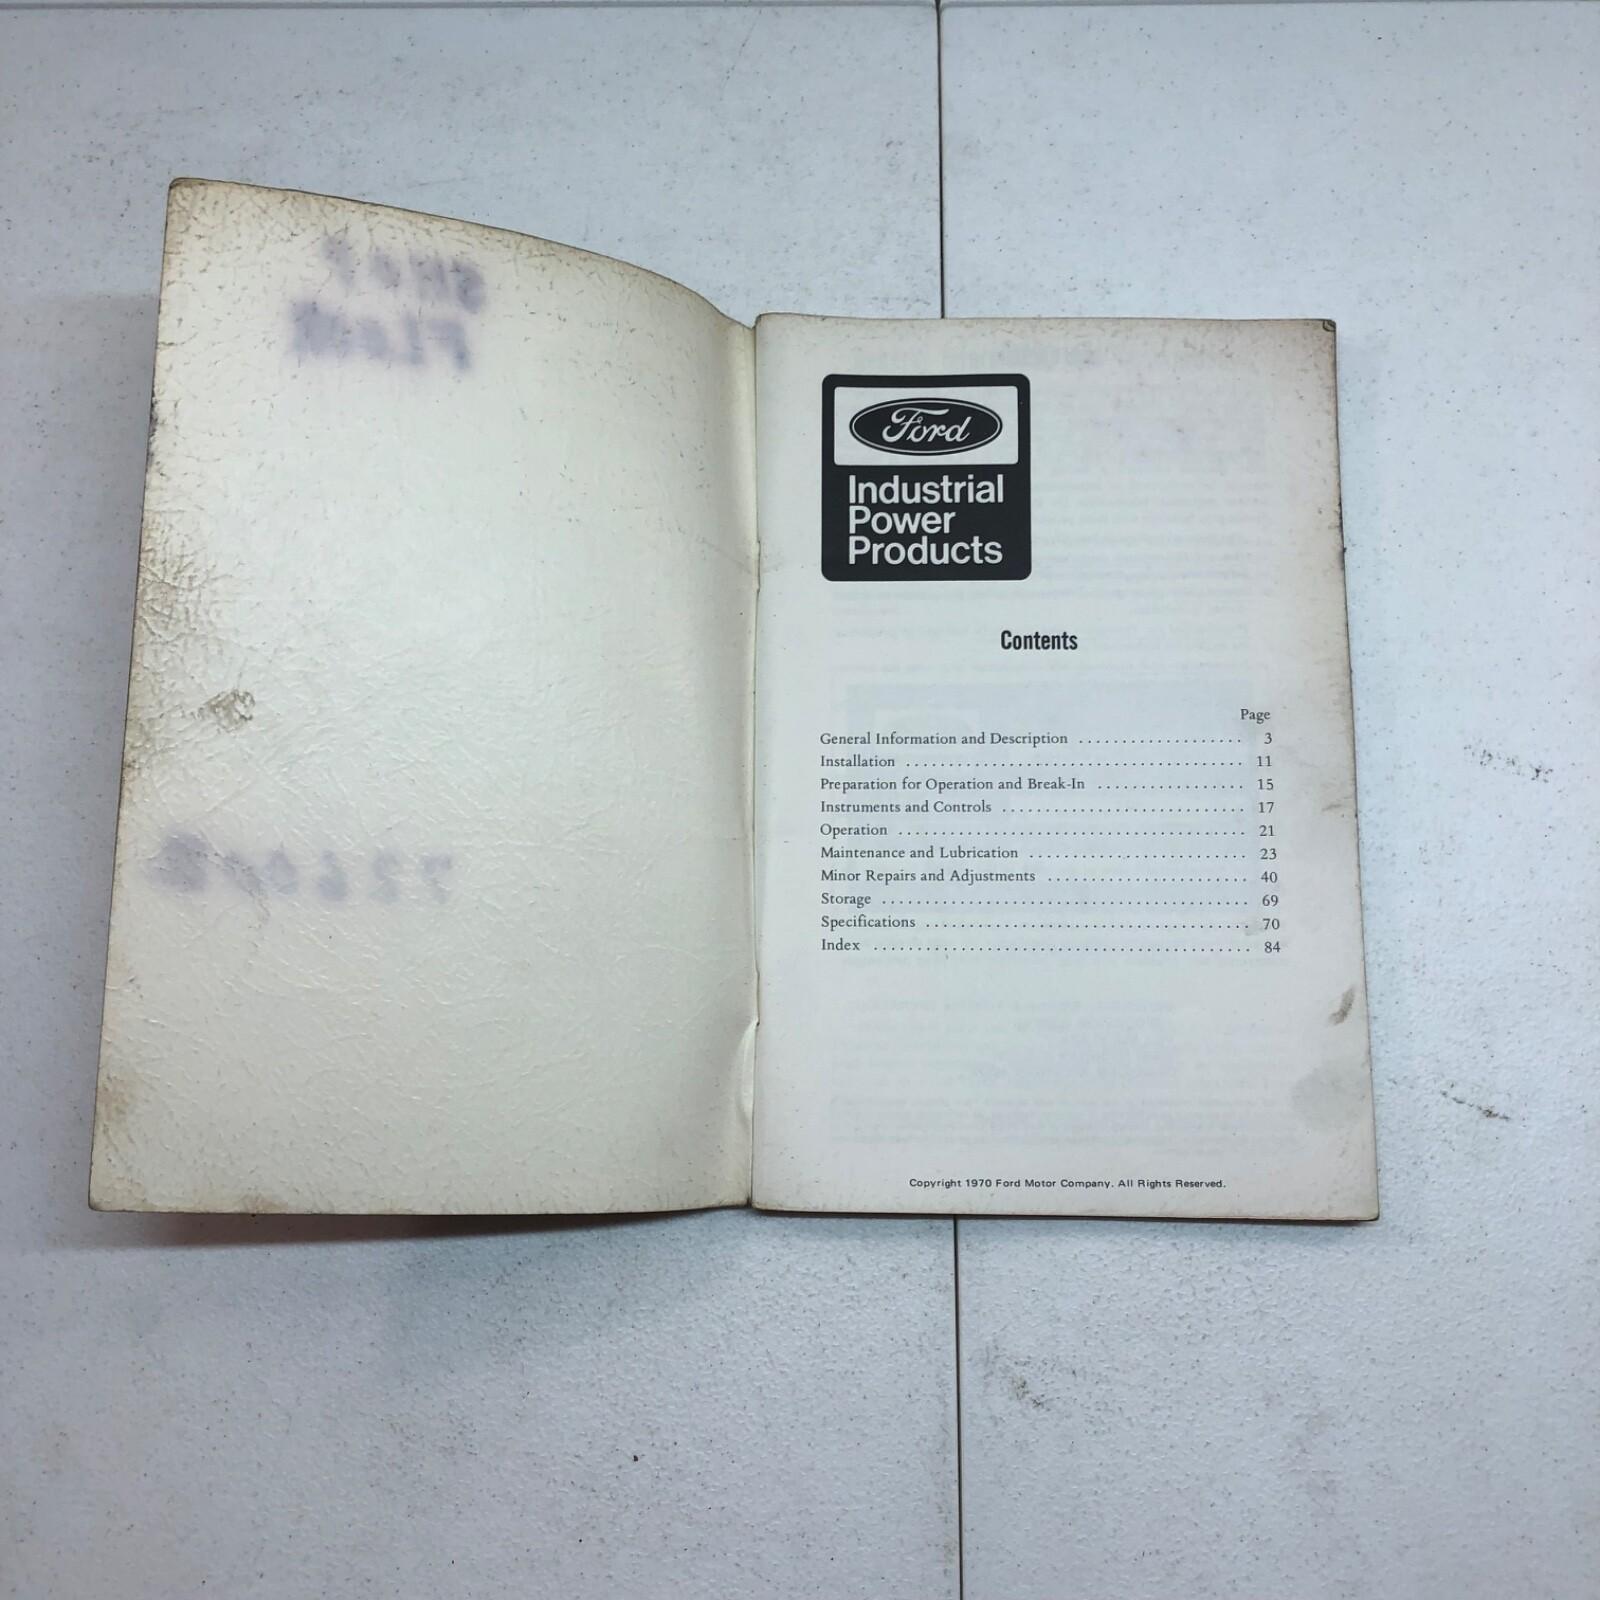 Ford
Industrial
Power
Products
Contents
Page
General Information and Description ................... 3
Installation ....................................... 11
Preparation for Operation and Break-In ................. 15
Instruments and Controls ............................ 17
Operation ........................................ 21
Maintenance and Lubrication ......................... 23
Minor Repairs and Adjustments ....................... 40
Storage .......................................... 69
Specifications ..................................... 70
Index ........................................... 84
Copyright 1970 Ford Motor Company. All Rights Reserved.